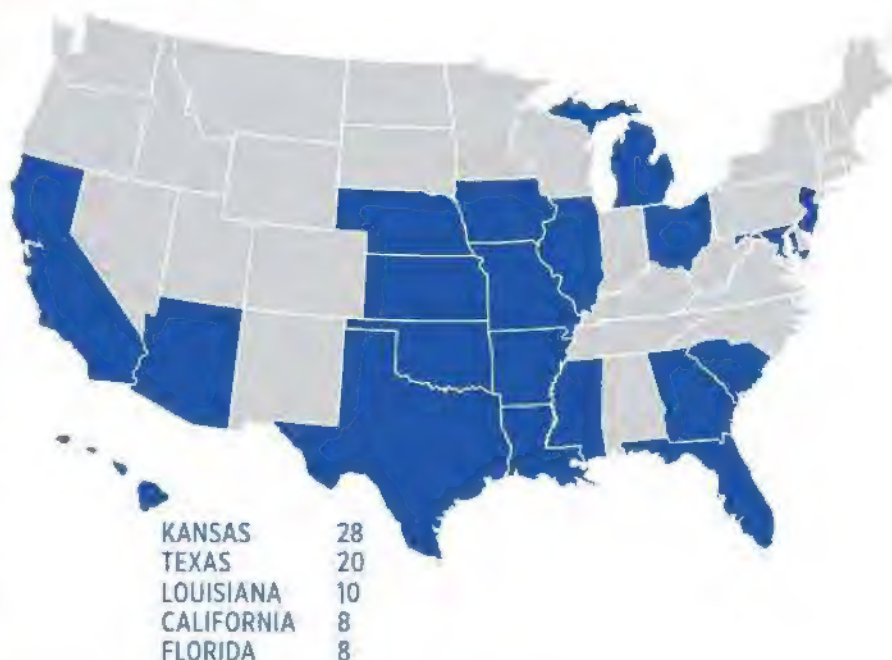 KANSAS 28
TEXAS 20
LOUISIANA 10
CALIFORNIA 8
FLORIDA 8